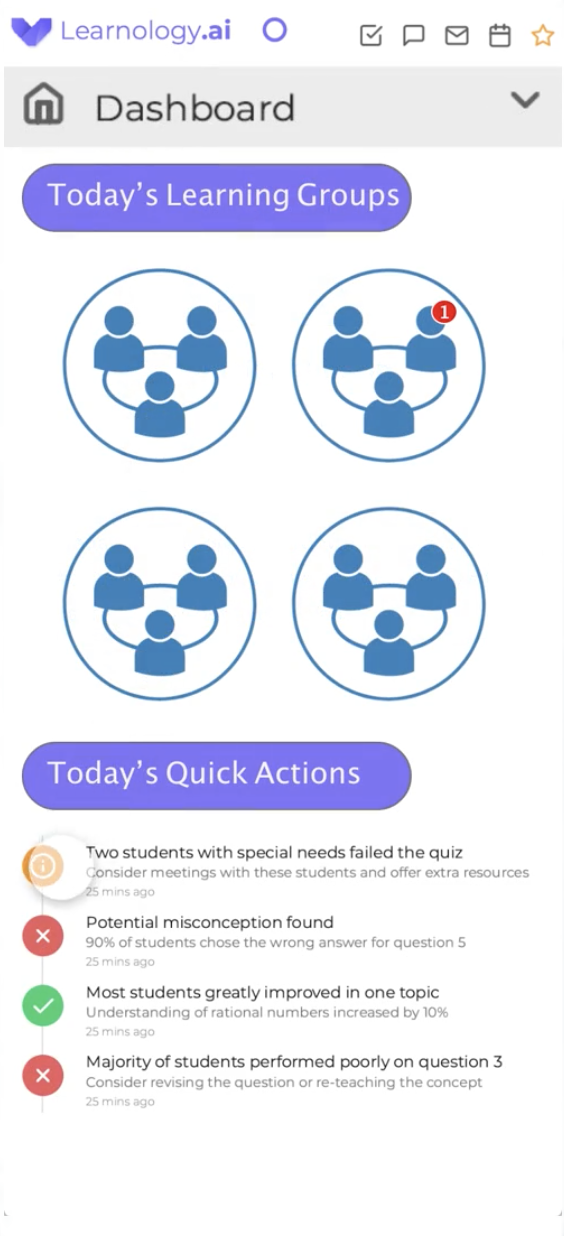 Learnology.ai
Dashboard
Today's Learning Groups
1
Today's Quick Actions
Two students with special needs failed the quiz
Consider meetings with these students and offer extra resources
25 mins ago
Potential misconception found
90% of students chose the wrong answer for question 5
25 mins ago
Most students greatly improved in one topic
Understanding of rational numbers increased by 10%
25 mins ago
Majority of students performed poorly on question 3
Consider revising the question or re-teaching the concept
25 mins ago